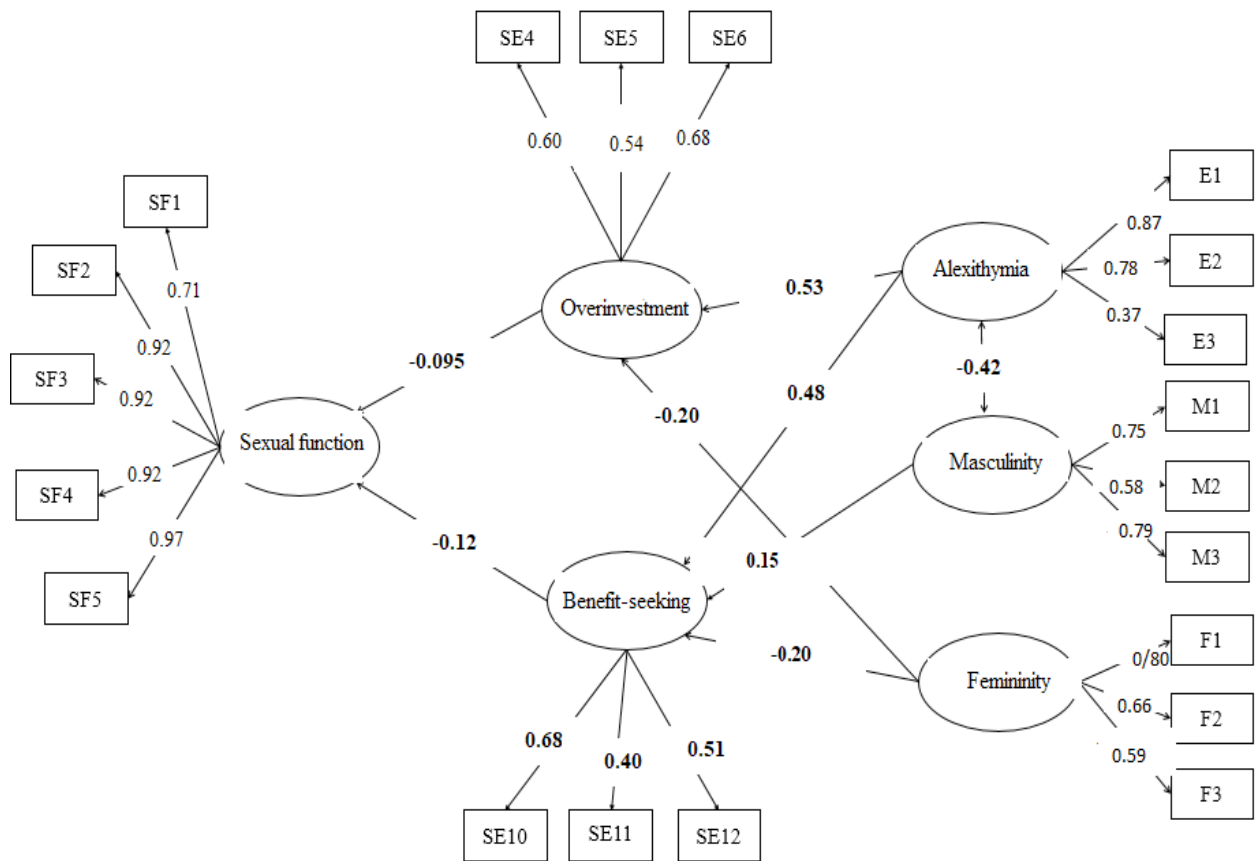 SE4
SE5
SE6
0.60
0.54
0.68
SF1
SF2
SF3
SF4
SF5
0.71
0.92
0.92
0.92
0.97
Sexual function
Overinvestment
-0.095
-0.12
Benefit-seeking
0.68
0.40
0.51
SE10
SE11
SE12
0.53
-0.20
0.48
0.15
-0.20
Alexithymia
-0.42
Masculinity
Femininity
0.87
0.78
0.37
E1
E2
E3
0.75
0.58
0.79
M1
M2
M3
0/80
0.66
0.59
F1
F2
F3